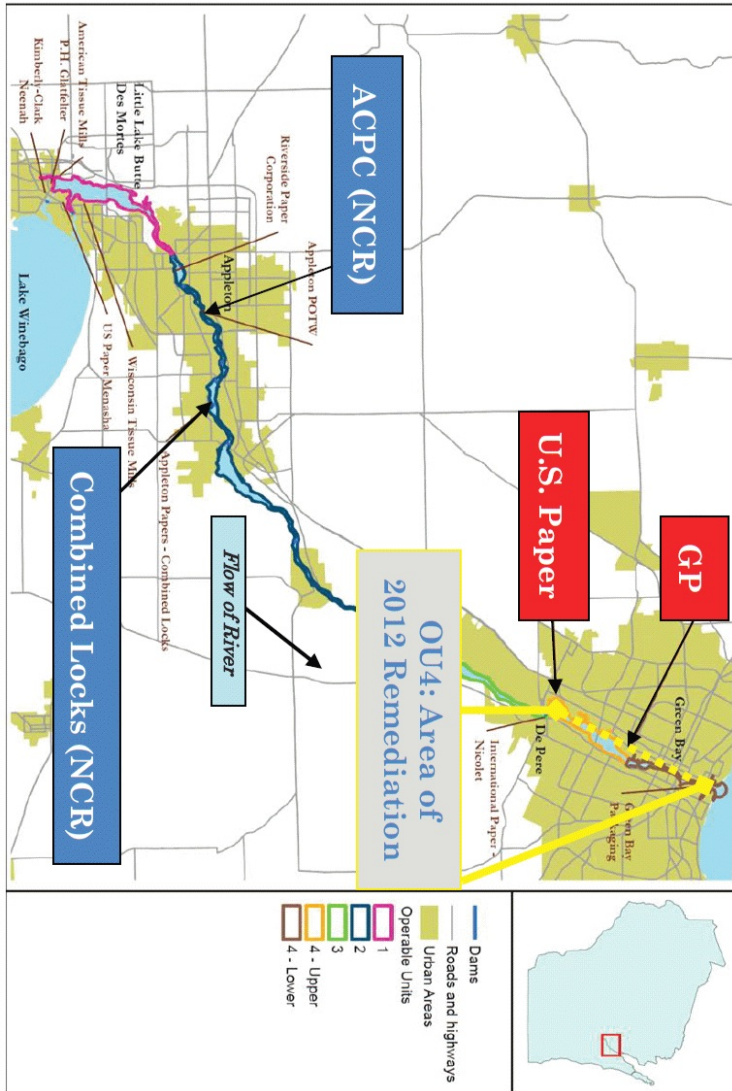 American Tissue Mills
P.H. Glatfelter
Kimberly-Clark
Neenah
Little Lake Butte
Des Mortes
ACPC (NCR)
Riverside Paper
Corporation
Appleton POTW
Appleton
Lake Winebago
US Paper Menasha
Wisconsin Tissue Mills
Appleton Papers - Combined Locks
Combined Locks (NCR)
Flow of River
U.S. Paper
GP
OU4: Area of
2012 Remediation
Green Bay
De Pere
International Paper -
Nicolet
Green Bay
Packaging
Dams
Roads and highways
Urban Areas
Operable Units
1
2
3
4 - Upper
4 - Lower